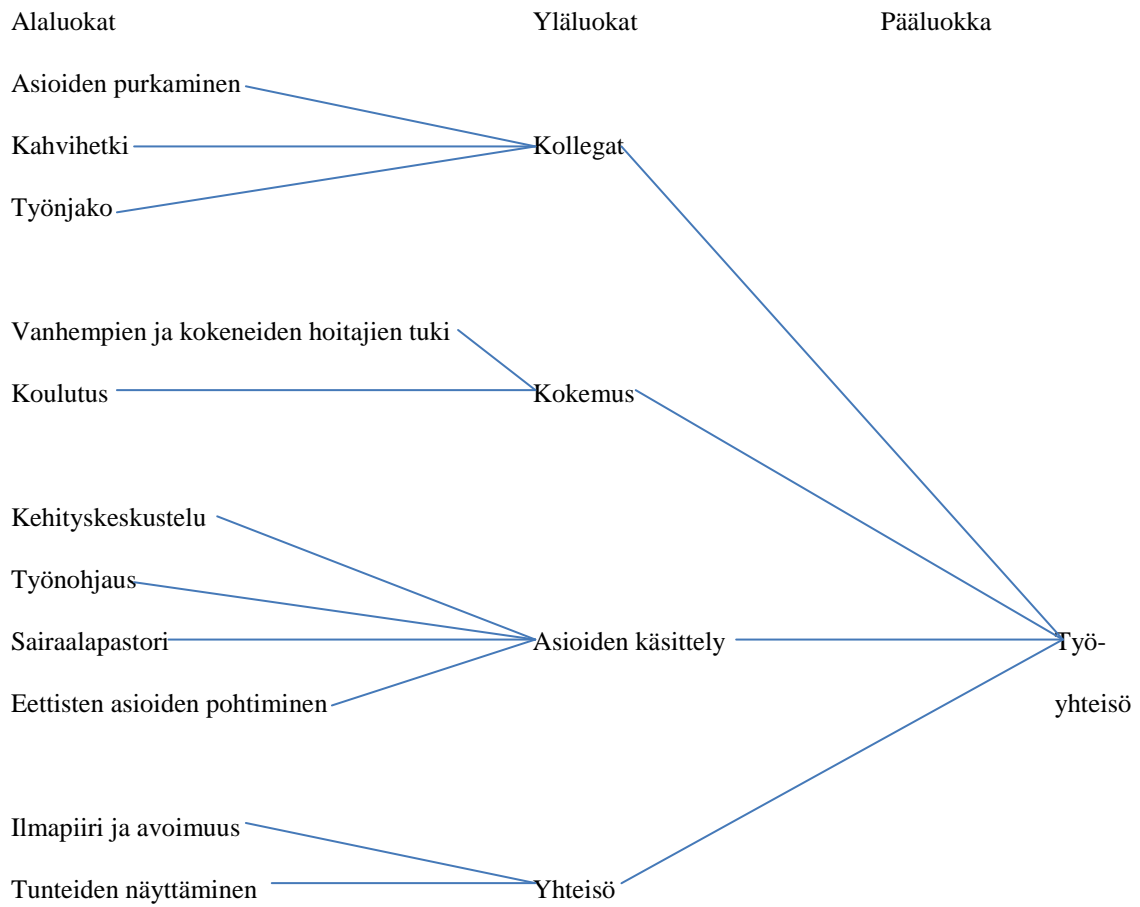 Alaluokat Yläluokat Pääluokka
Asioiden purkaminen
Kahvihetki Kollegat
Työnjako
Vanhempien ja kokeneiden hoitajien tuki
Koulutus Kokemus
Kehityskeskustelu
Työnohjaus
Sairaalapastori Asioiden käsittely Työ-
Eettisten asioiden pohtiminen yhteisö
Ilmapiiri ja avoimuus
Tunteiden näyttäminen Yhteisö